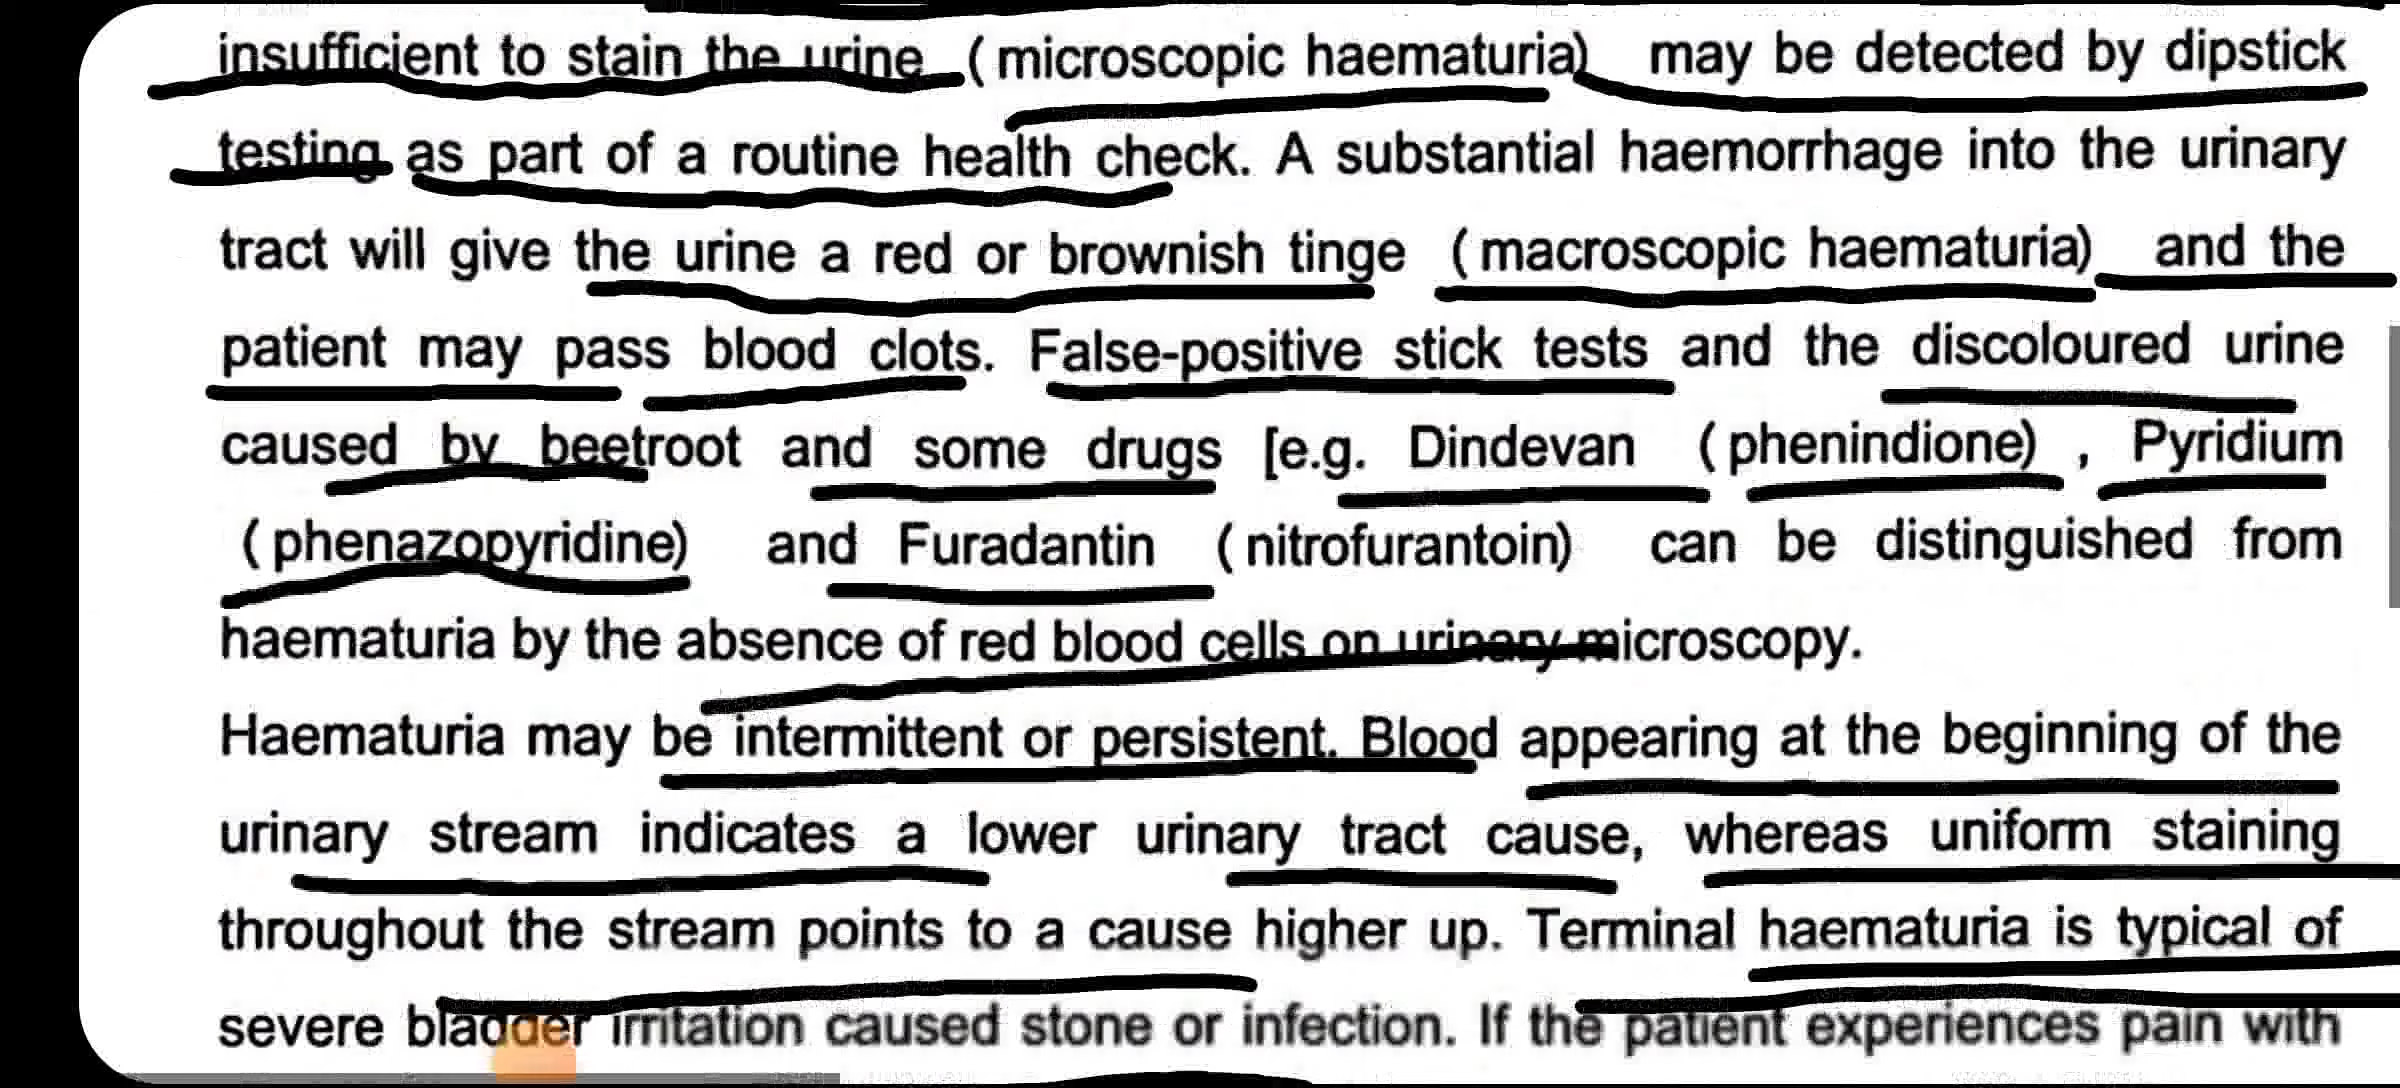 insufficient to stain the urine (microscopic haematuria) may be detected by dipstick
testing as part of a routine health check. A substantial haemorrhage into the urinary
tract will give the urine a red or brownish tinge (macroscopic haematuria) and the
patient may pass blood clots. False-positive stick tests and the discoloured urine
caused by beetroot and some drugs [e.g. Dindevan (phenindione) , Pyridium
(phenazopyridine) and Furadantin (nitrofurantoin) can be distinguished from
haematuria by the absence of red blood cells on urinary microscopy.
Haematuria may be intermittent or persistent. Blood appearing at the beginning of the
urinary stream indicates a lower urinary tract cause, whereas uniform staining
throughout the stream points to a cause higher up. Terminal haematuria is typical of
severe bladder irritation caused stone or infection. If the patient experiences pain with